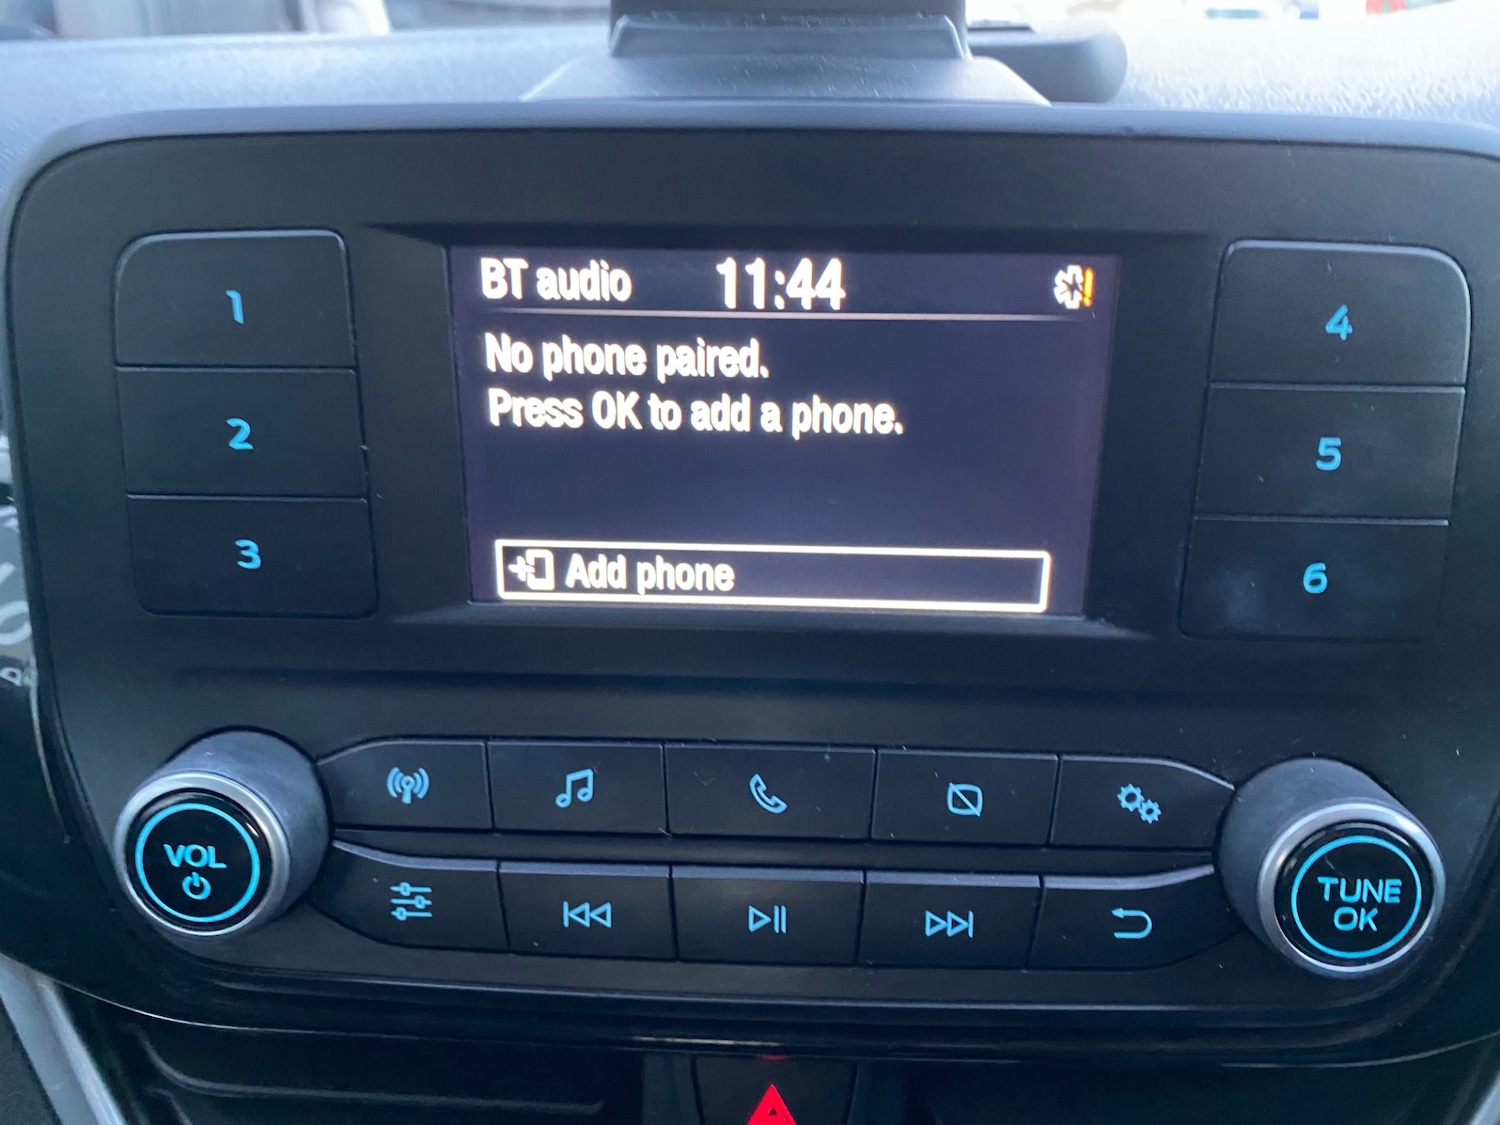 BT audio 11:44
No phone paired.
Press OK to add a phone.
Add phone
1
2
3
4
5
6
VOL
TUNE
OK